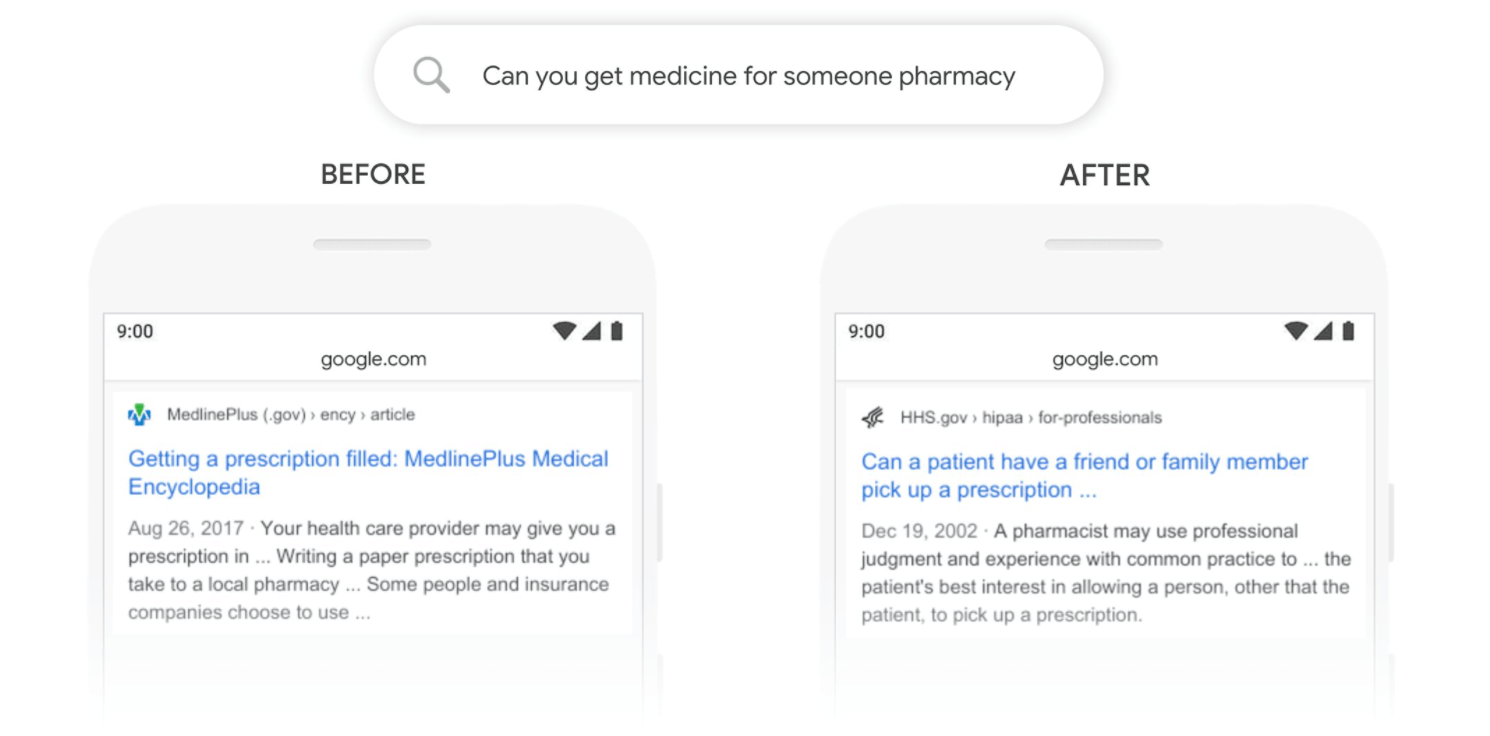 Can you get medicine for someone pharmacy
BEFORE
9:00
google.com
MedlinePlus (.gov) › ency › article
Getting a prescription filled: MedlinePlus Medical
Encyclopedia
Aug 26, 2017 · Your health care provider may give you a
prescription in ... Writing a paper prescription that you
take to a local pharmacy ... Some people and insurance
companies choose to use ...
AFTER
9:00
google.com
HHS.gov › hipaa › for-professionals
Can a patient have a friend or family member
pick up a prescription ...
Dec 19, 2002 · A pharmacist may use professional
judgment and experience with common practice to ... the
patient's best interest in allowing a person, other that the
patient, to pick up a prescription.